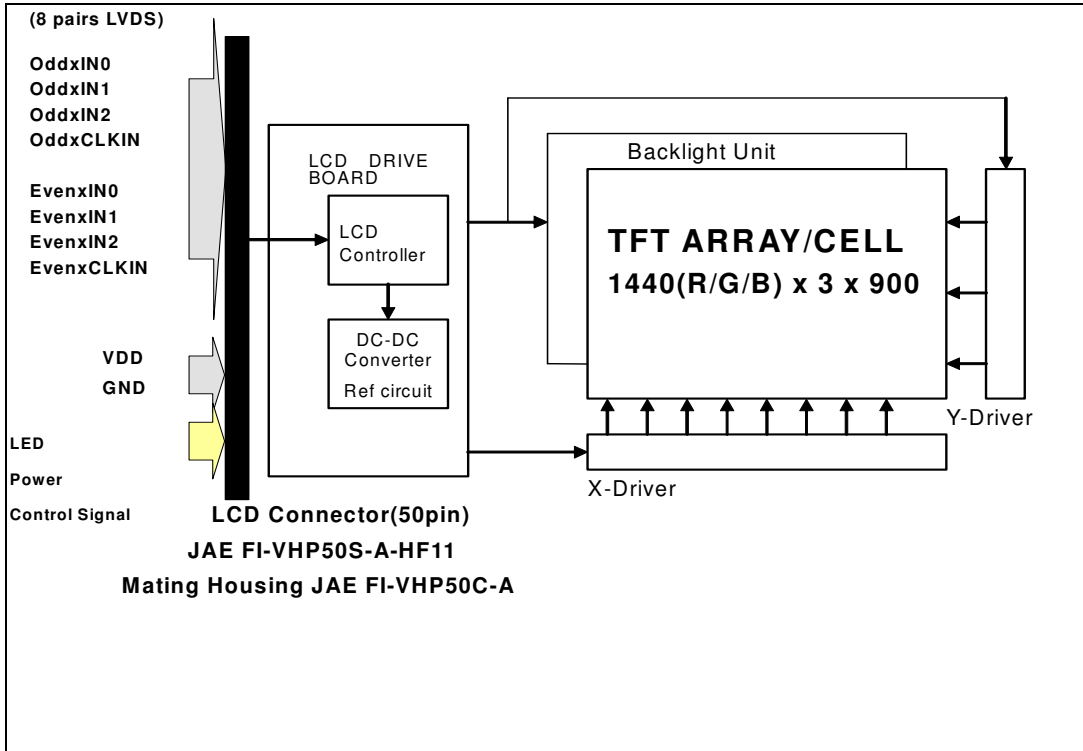 (8 pairs LVDS)
OddxIN0
OddxIN1
OddxIN2
OddxCLKIN
EvenxIN0
EvenxIN1
EvenxIN2
EvenxCLKIN
VDD
GND
LED
Power
Control Signal
LCD DRIVE
BOARD
LCD
Controller
DC-DC
Converter
Ref circuit
Backlight Unit
TFT ARRAY/CELL
1440(R/G/B) x 3 x 900
Y-Driver
X-Driver
LCD Connector(50pin)
JAE FI-VHP50S-A-HF11
Mating Housing JAE FI-VHP50C-A